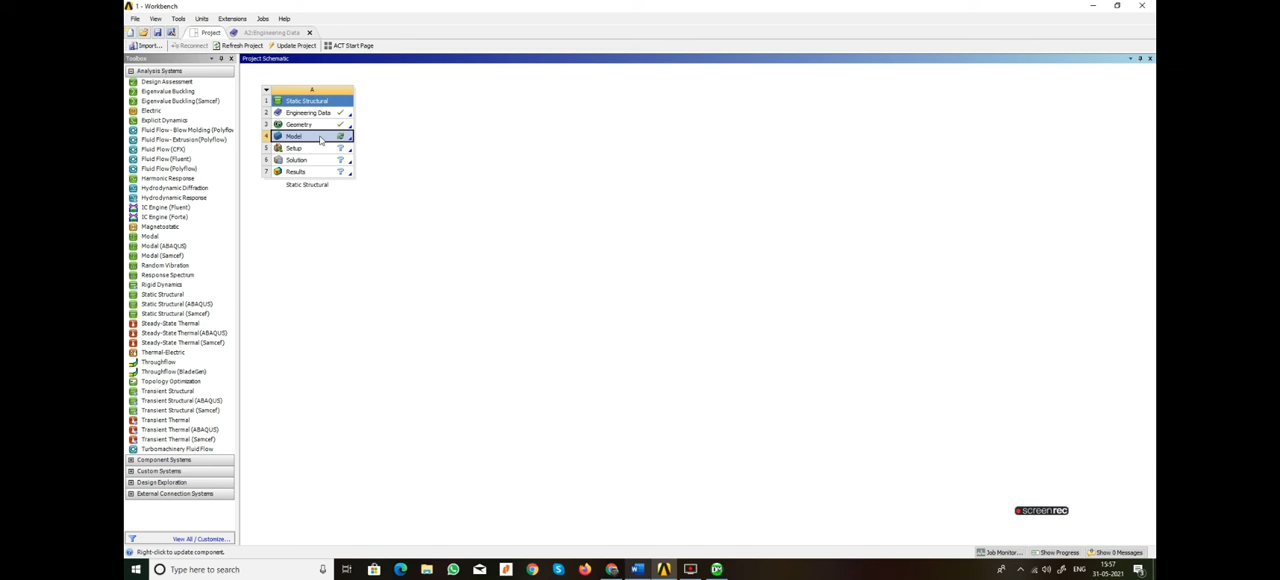 1 - Workbench
File View Tools Units Extensions Jobs Help
Project A2:Engineering Data
Import... Reconnect Refresh Project Update Project ACT Start Page
Toolbox
Project Schematic
Analysis Systems
Design Assessment
Eigenvalue Buckling
Eigenvalue Buckling (Samcef)
Electric
Explicit Dynamics
Fluid Flow - Blow Molding (Polyflow
Fluid Flow- Extrusion(Polyflow)
Fluid Flow (CFX)
Fluid Flow (Fluent)
Fluid Flow (Polyflow)
Harmonic Response
Hydrodynamic Diffraction
Hydrodynamic Response
IC Engine (Fluent)
IC Engine (Forte)
Magnetostatic
Modal
Modal (ABAQUS)
Modal (Samcef)
Random Vibration
Response Spectrum
Rigid Dynamics
Static Structural
Static Structural (ABAQUS)
Static Structural (Samcef)
Steady-State Thermal
Steady-State Thermal(ABAQUS)
Steady-State Thermal (Samcef)
Thermal-Electric
Throughflow
Throughflow (BladeGen)
Topology Optimization
Transient Structural
Transient Structural (ABAQUS)
Transient Structural (Samcef)
Transient Thermal
Transient Thermal (ABAQUS)
Transient Thermal (Samcef)
Turbomachinery Fluid Flow
Component Systems
Custom Systems
Design Exploration
External Connection Systems
View All / Customize...
A
1 Static Structural
2 Engineering Data
3 Geometry
4 Model
5 Setup
6 Solution
7 Results
Static Structural
screenrec
Right-click to update component.
Job Monitor... Show Progress Show 0 Messages
Type here to search
ENG
15:57
31-05-2021